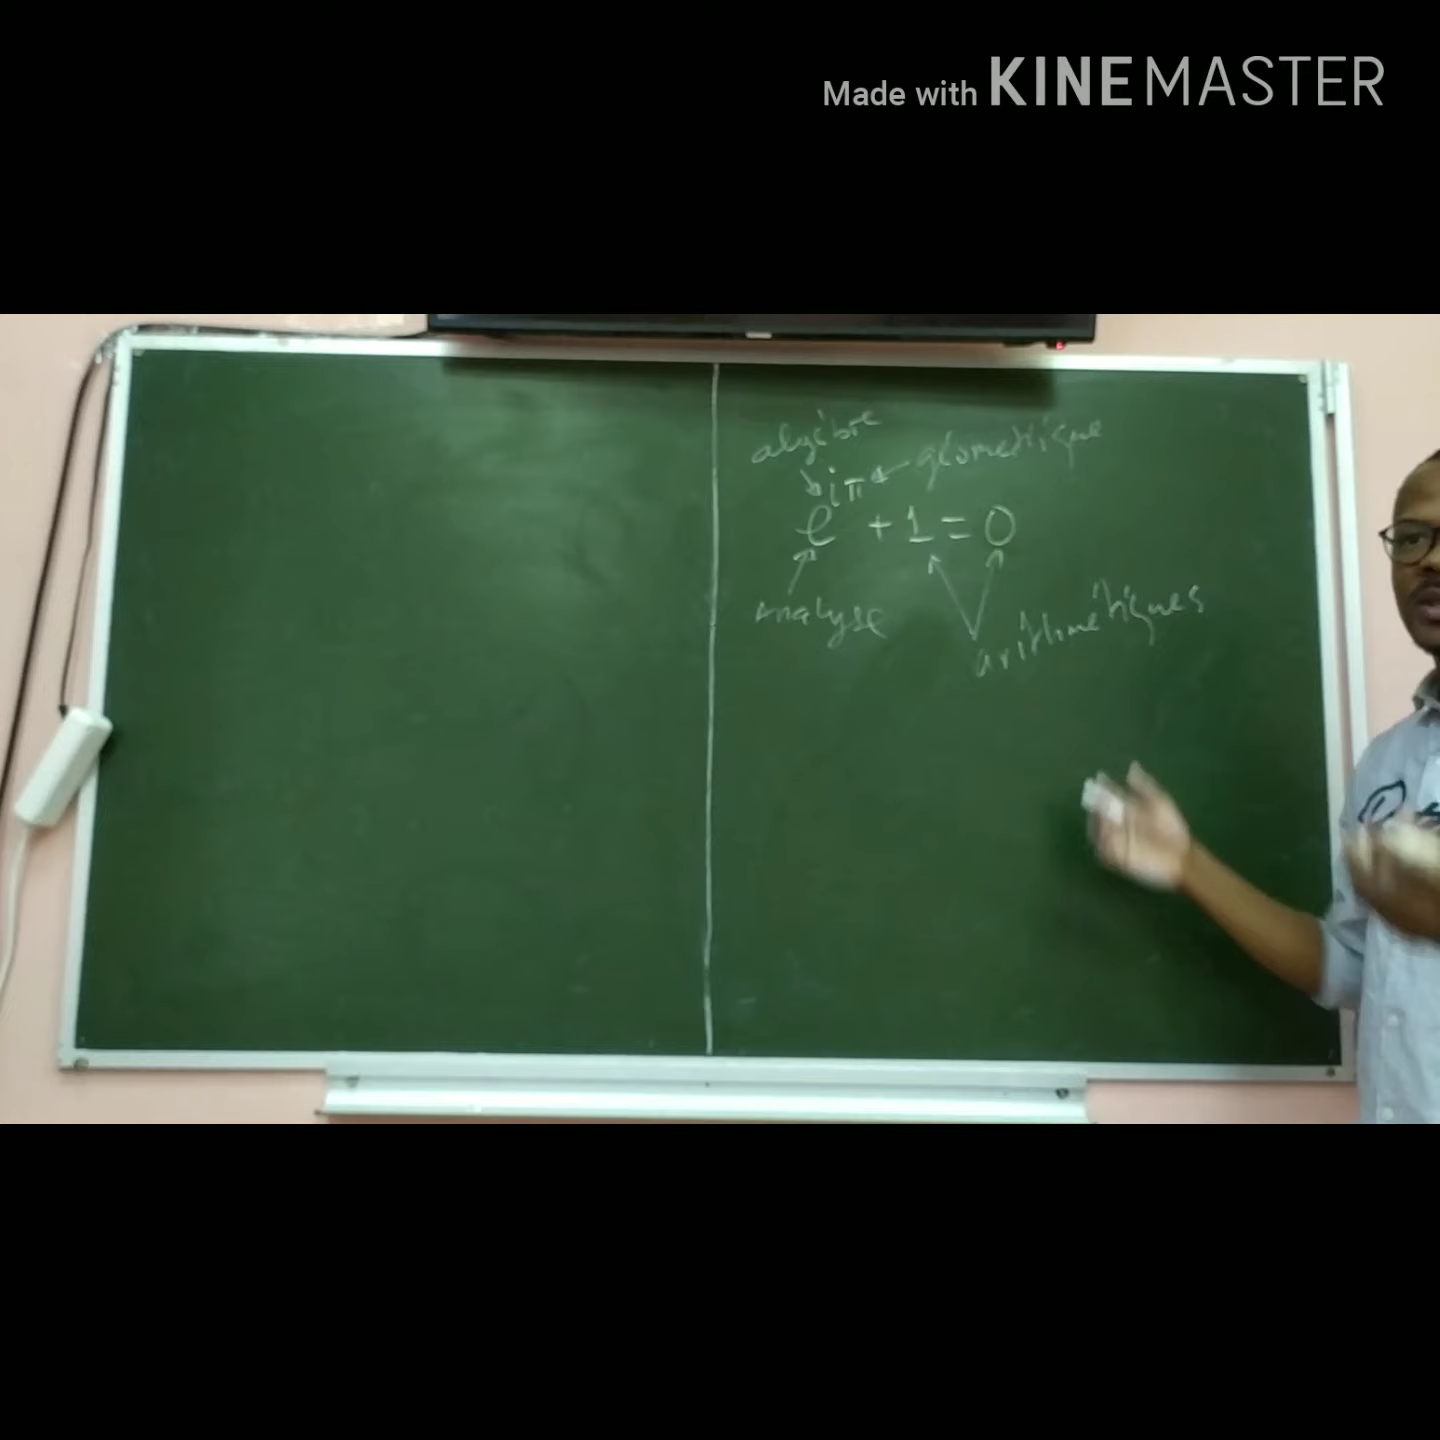 Made with KINEMASTER
algèbre
géométrique
e^{iπ} + 1 = 0
Analyse
arithmétiques